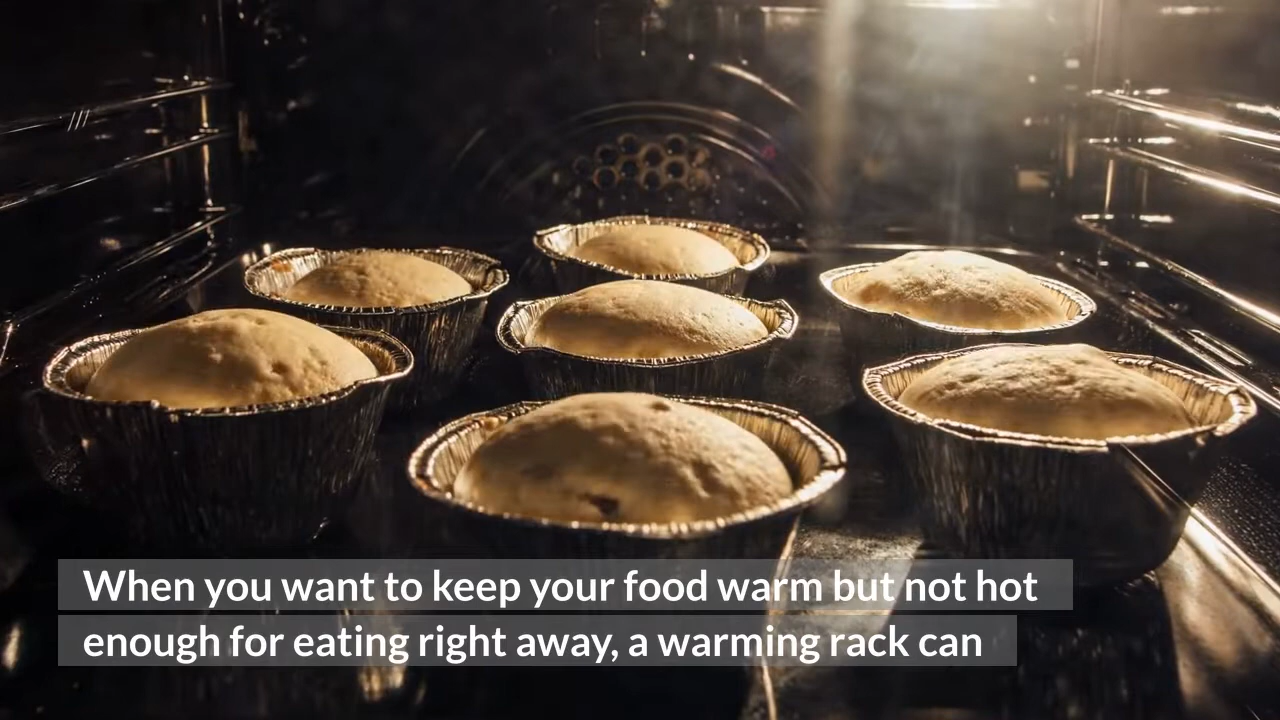 When you want to keep your food warm but not hot
enough for eating right away, a warming rack can